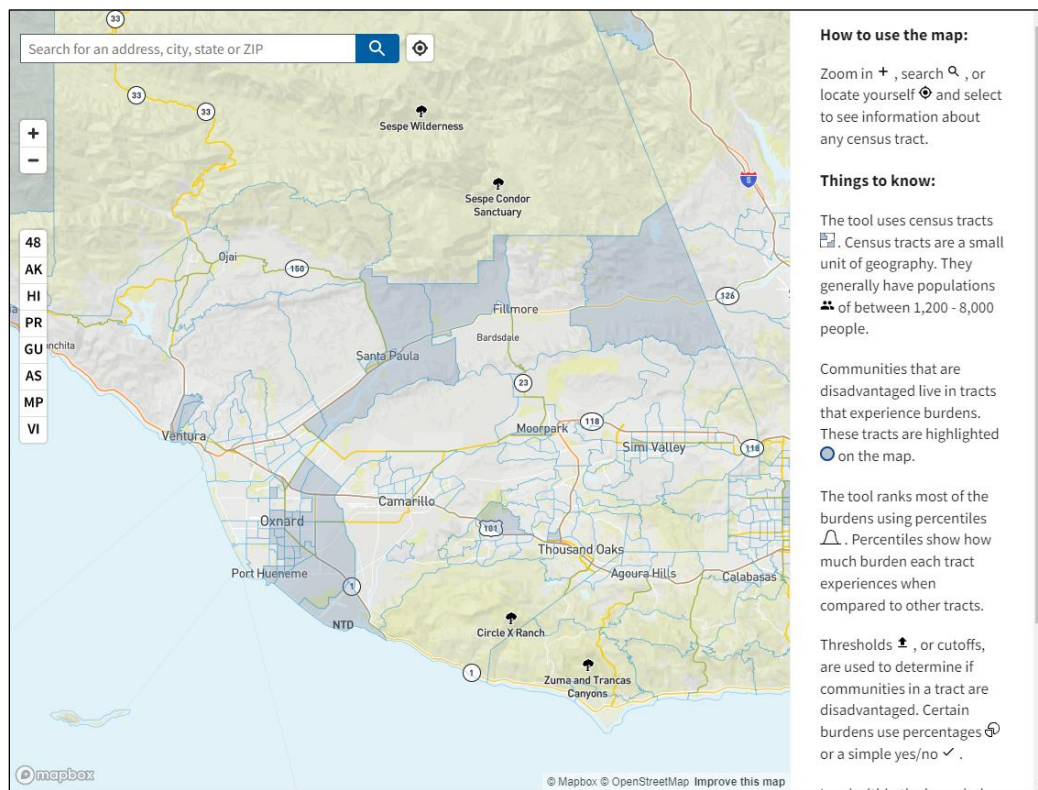 33
Search for an address, city, state or ZIP
33
33
Sespe Wilderness
+
−
5
Sespe Condor
Sanctuary
48
AK
HI
PR
GU
AS
MP
VI
Ojai
150
126
Fillmore
Bardsdale
Santa Paula
23
Moorpark
118
Simi Valley
118
Ventura
Camarillo
Oxnard
101
Thousand Oaks
Port Hueneme
1
Agoura Hills
Calabasas
NTD
Circle X Ranch
1
Zuma and Trancas
Canyons
mapbox
© Mapbox © OpenStreetMap Improve this map
How to use the map:
Zoom in + , search , or
locate yourself and select
to see information about
any census tract.
Things to know:
The tool uses census tracts
. Census tracts are a small
unit of geography. They
generally have populations
of between 1,200 - 8,000
people.
Communities that are
disadvantaged live in tracts
that experience burdens.
These tracts are highlighted
on the map.
The tool ranks most of the
burdens using percentiles
. Percentiles show how
much burden each tract
experiences when
compared to other tracts.
Thresholds , or cutoffs,
are used to determine if
communities in a tract are
disadvantaged. Certain
burdens use percentages
or a simple yes/no ✓ .